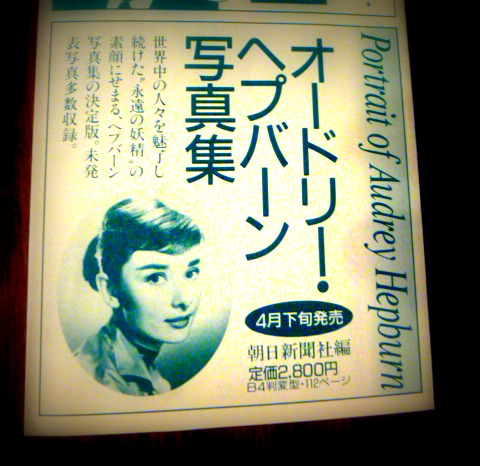 Portrait of Audrey Hepburn
オードリー・
ヘプバーン
写真集
世界中の人々を魅了し
続けた“永遠の妖精”の
素顔にせまる、ヘプバーン
写真集の決定版。未発
表写真多数収録。
4月下旬発売
朝日新聞社編
定価2,800円
B4判変型・112ページ